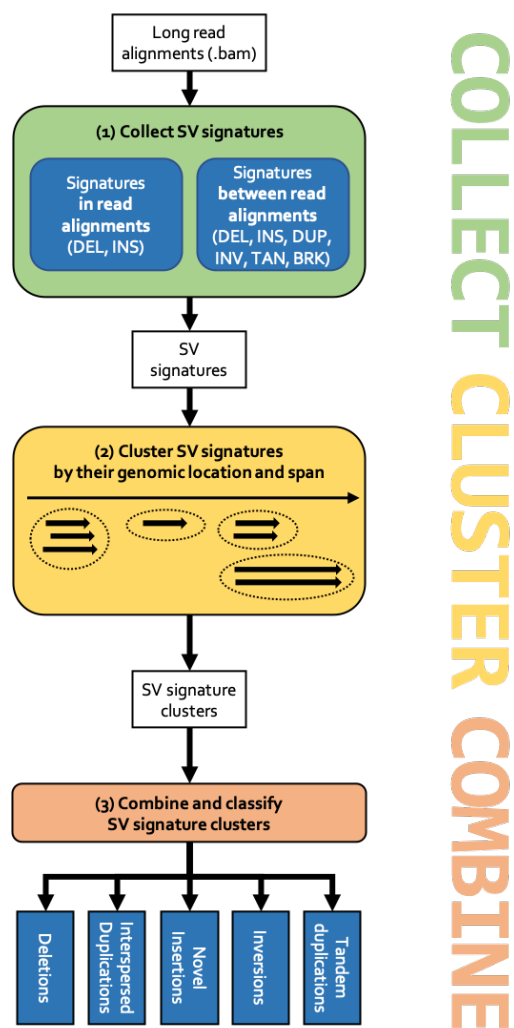 Long read
alignments (.bam)
(1) Collect SV signatures
Signatures
in read
alignments
(DEL, INS)
Signatures
between read
alignments
(DEL, INS, DUP,
INV, TAN, BRK)
SV
signatures
(2) Cluster SV signatures
by their genomic location and span
SV signature
clusters
(3) Combine and classify
SV signature clusters
Deletions
Interspersed
Duplications
Novel
Insertions
Inversions
Tandem
duplications
COLLECT CLUSTER COMBINE